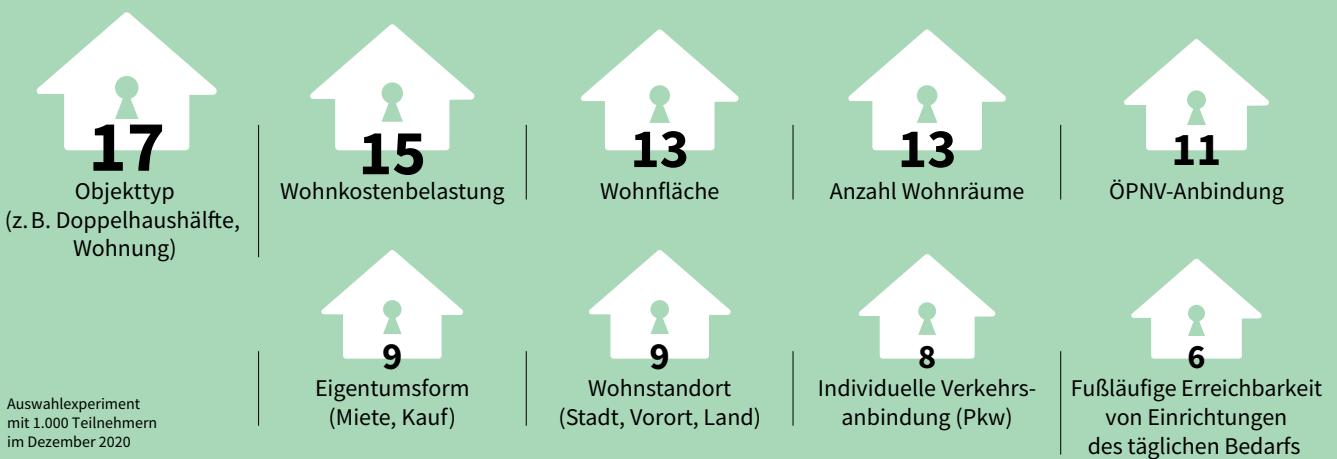 17
Objekttyp
(z. B. Doppelhaushälfte,
Wohnung)
15
Wohnkostenbelastung
13
Wohnfläche
13
Anzahl Wohnräume
11
ÖPNV-Anbindung
9
Eigentumsform
(Miete, Kauf)
9
Wohnstandort
(Stadt, Vorort, Land)
8
Individuelle Verkehrs-
anbindung (Pkw)
6
Fußläufige Erreichbarkeit
von Einrichtungen
des täglichen Bedarfs
Auswahlexperiment
mit 1.000 Teilnehmern
im Dezember 2020